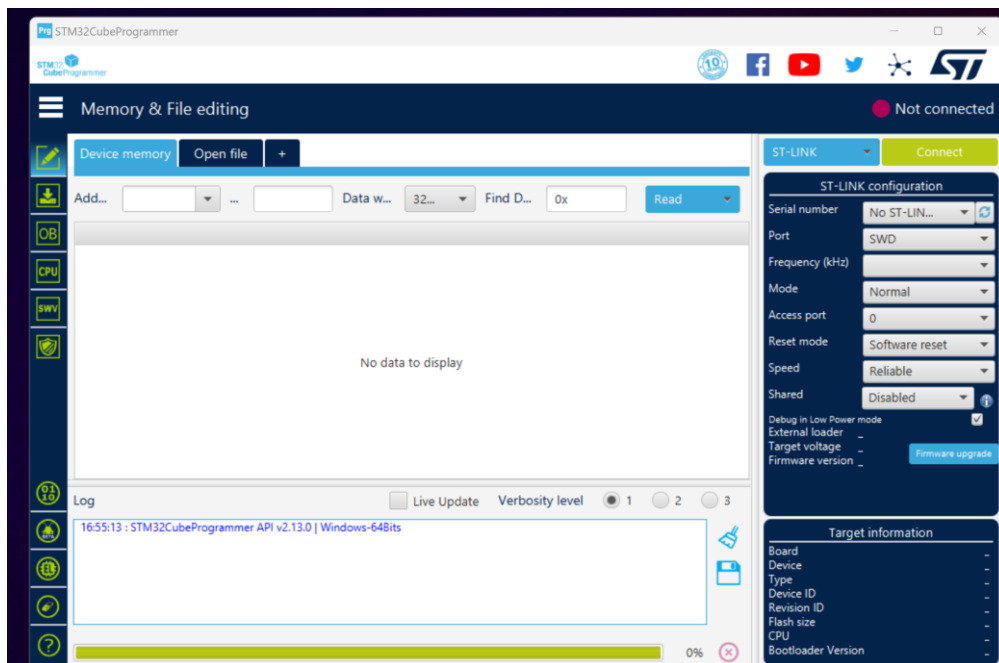 Prg STM32CubeProgrammer
STM32
CubeProgrammer
10
Memory & File editing
Not connected
Device memory Open file +
Add... ... Data w... 32... Find D... 0x Read
No data to display
OB
CPU
SWV
Log Live Update Verbosity level 1 2 3
16:55:13 : STM32CubeProgrammer API v2.13.0 | Windows-64Bits
0%
ST-LINK Connect
ST-LINK configuration
Serial number No ST-LIN...
Port SWD
Frequency (kHz)
Mode Normal
Access port 0
Reset mode Software reset
Speed Reliable
Shared Disabled
Debug in Low Power mode
External loader _
Target voltage _
Firmware version _
Firmware upgrade
Target information
Board _
Device _
Type _
Device ID _
Revision ID _
Flash size _
CPU _
Bootloader Version _